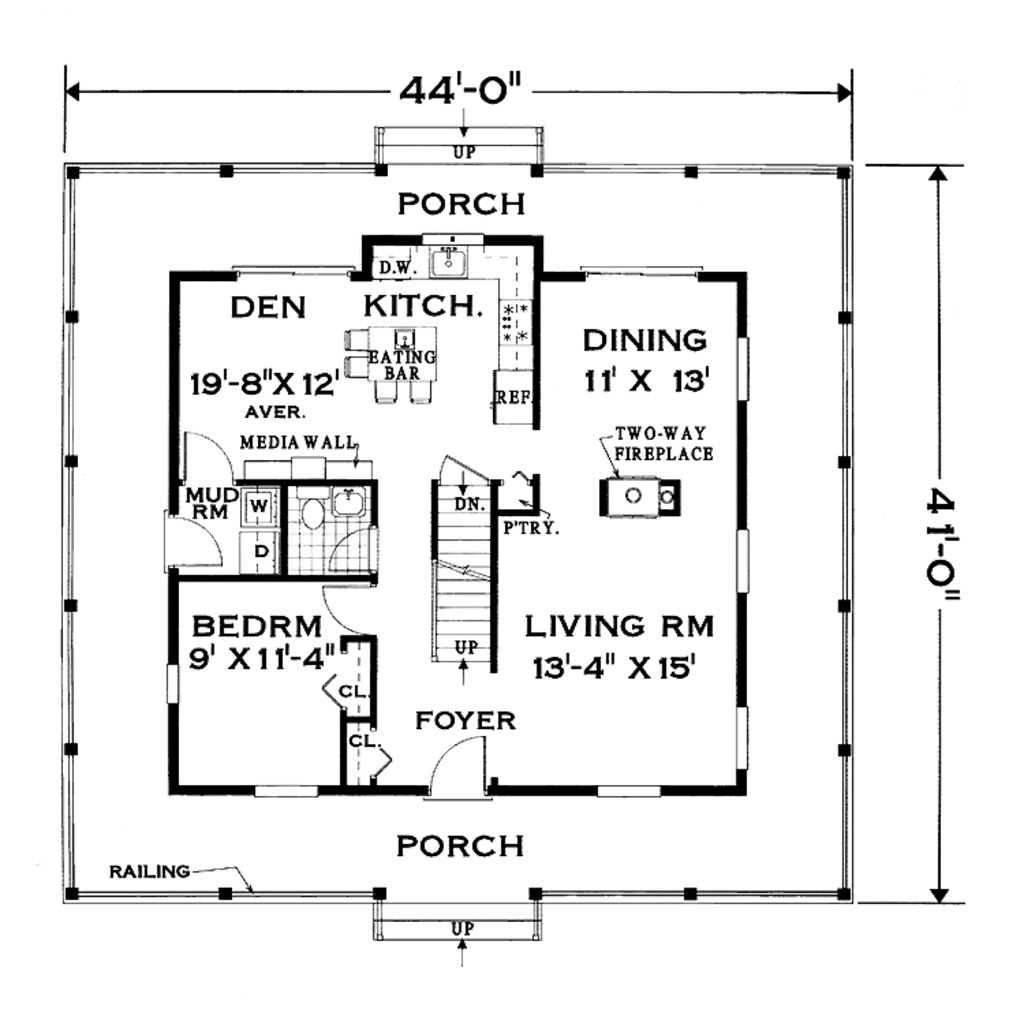 44'-0"
UP
PORCH
D.W.
DEN
KITCH.
DINING
11' X 13'
EATING
BAR
19'-8" X 12'
AVER.
REF.
MEDIA WALL
TWO-WAY
FIREPLACE
MUD
RM
W
DN.
P'TRY.
D
41'-0"
BEDRM
9' X 11'-4"
LIVING RM
13'-4" X 15'
UP
CL.
FOYER
CL.
PORCH
RAILING
UP